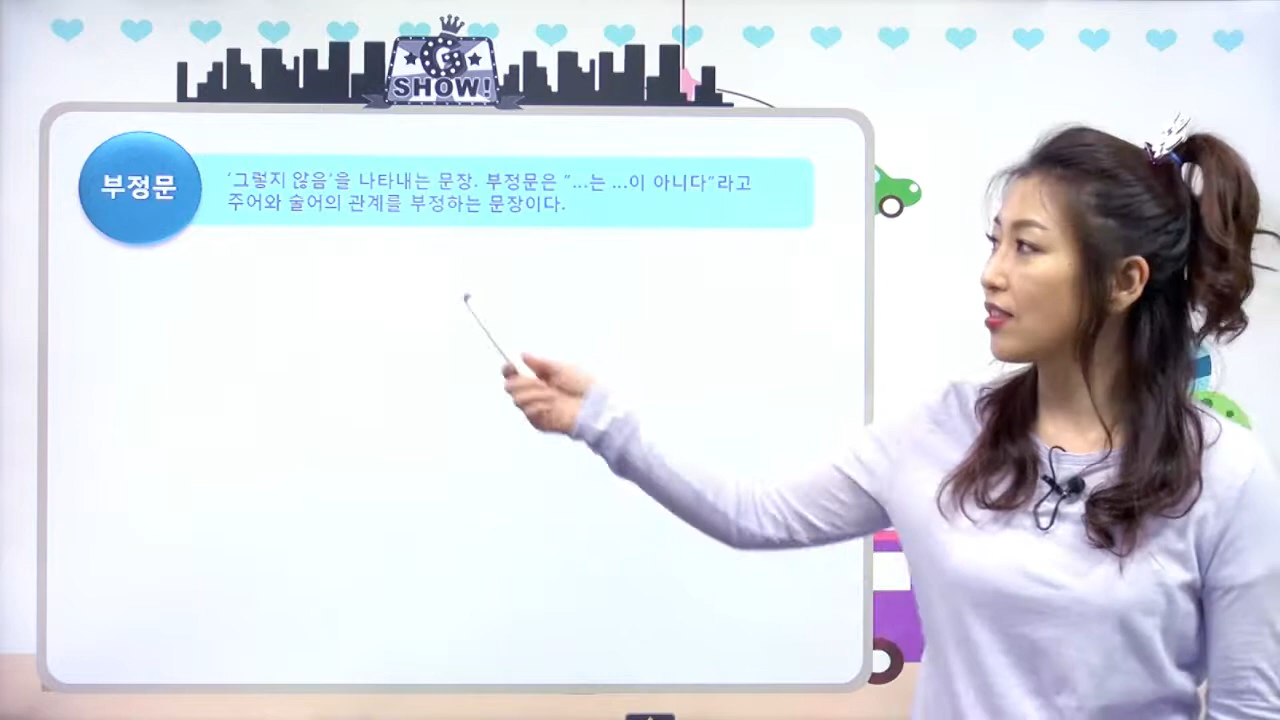 G
SHOW!
부정문
‘그렇지 않음’을 나타내는 문장. 부정문은 “...는 ...이 아니다”라고
주어와 술어의 관계를 부정하는 문장이다.